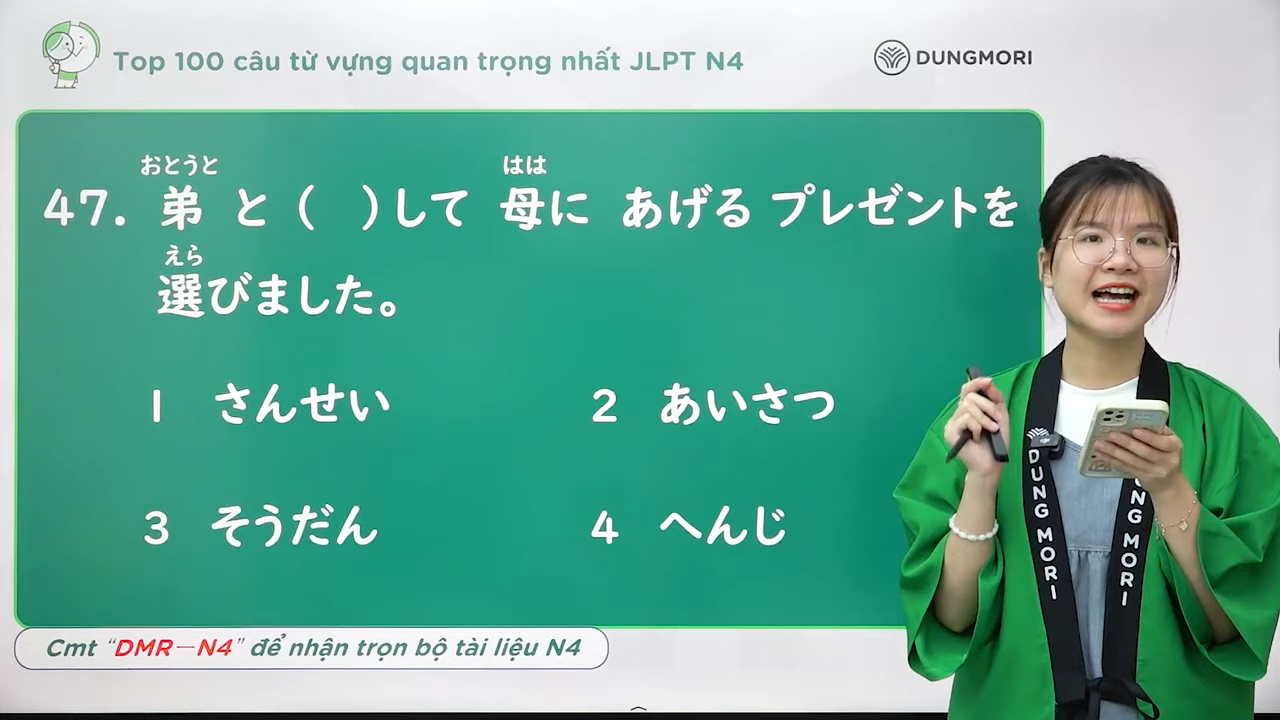 Top 100 câu từ vựng quan trọng nhất JLPT N4
DUNGMORI
おとうと はは
47. 弟 と ( )して 母に あげる プレゼントを
えら
選びました。
1 さんせい
2 あいさつ
3 そうだん
4 へんじ
Cmt “DMR－N4” để nhận trọn bộ tài liệu N4
DUNG MORI
UNG MORI